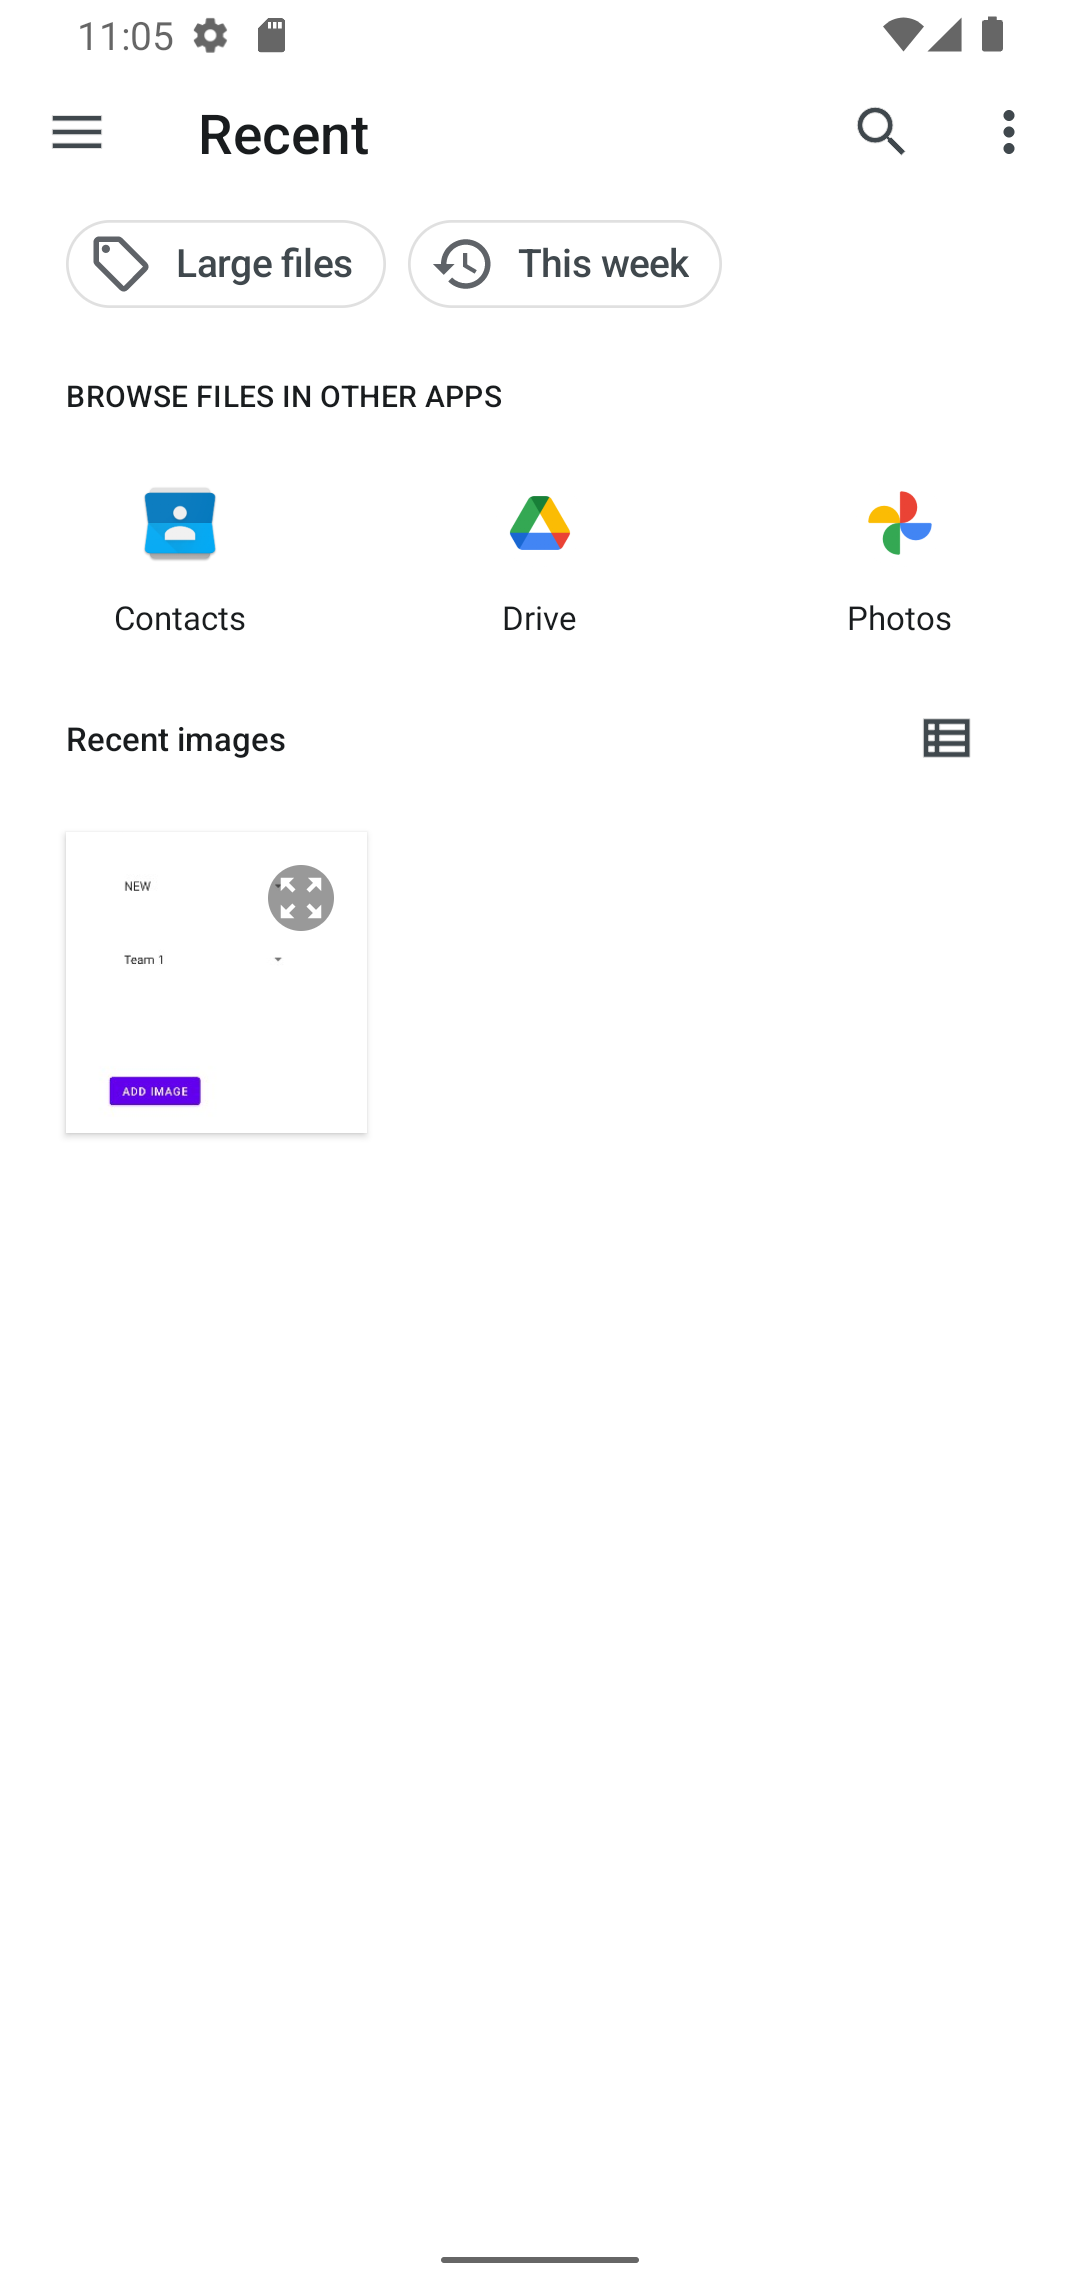 11:05
Recent
Large files
This week
BROWSE FILES IN OTHER APPS
Contacts
Drive
Photos
Recent images
NEW
Team 1
ADD IMAGE